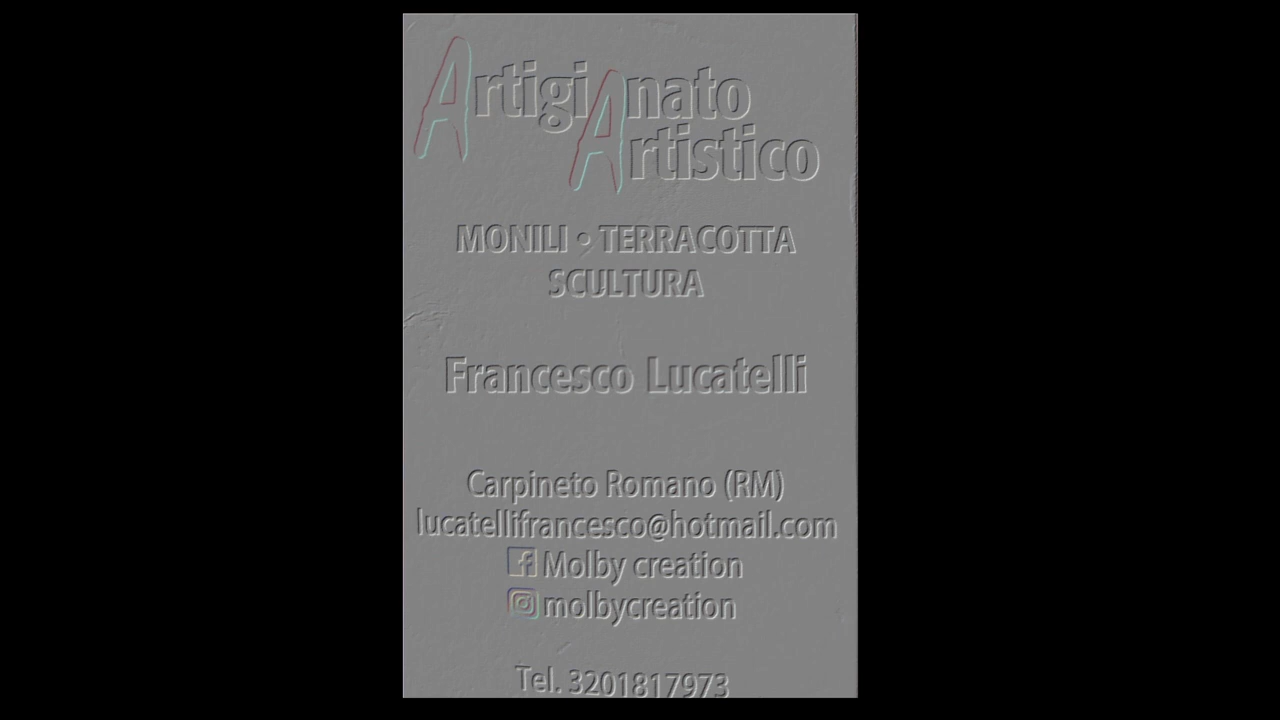 ArtigiAnato
Artistico
MONILI • TERRACOTTA
SCULTURA
Francesco Lucatelli
Carpineto Romano (RM)
lucatellifrancesco@hotmail.com
Molby creation
molbycreation
Tel. 3201817973